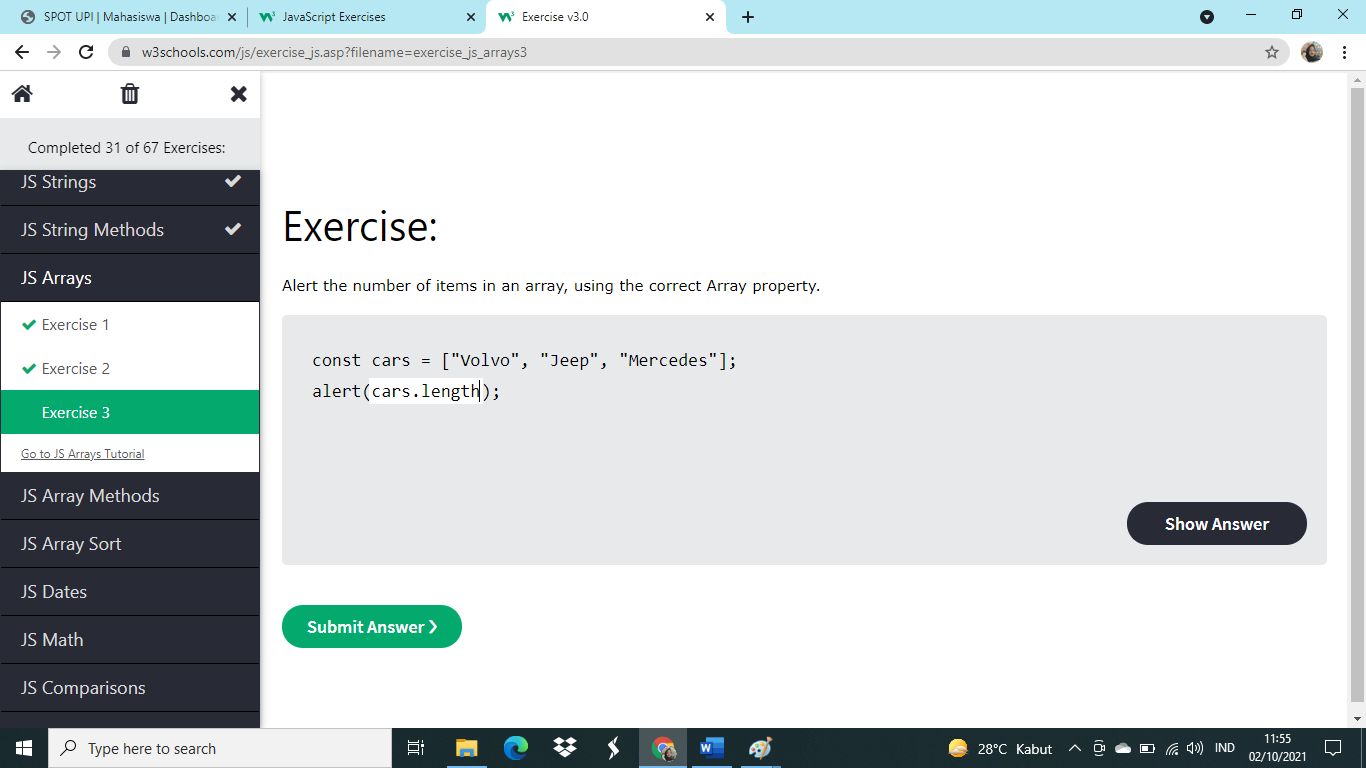 SPOT UPI | Mahasiswa | Dashboa
JavaScript Exercises
Exercise v3.0
w3schools.com/js/exercise_js.asp?filename=exercise_js_arrays3
Completed 31 of 67 Exercises:
JS Strings
JS String Methods
JS Arrays
Exercise 1
Exercise 2
Exercise 3
Go to JS Arrays Tutorial
JS Array Methods
JS Array Sort
JS Dates
JS Math
JS Comparisons
Exercise:
Alert the number of items in an array, using the correct Array property.
const cars = ["Volvo", "Jeep", "Mercedes"];
alert(cars.length);
Show Answer
Submit Answer ❯
Type here to search
28°C Kabut
IND
11:55
02/10/2021